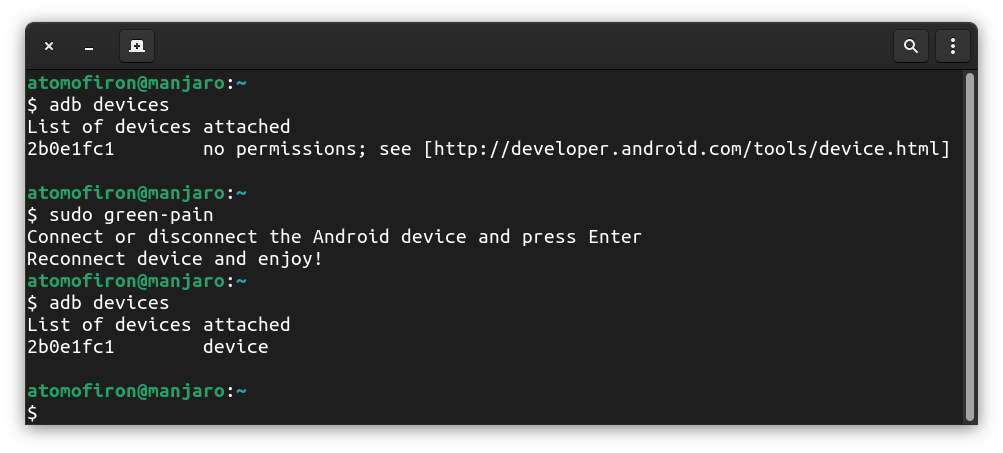 atomofiron@manjaro:~
$ adb devices
List of devices attached
2b0e1fc1        no permissions; see [http://developer.android.com/tools/device.html]
atomofiron@manjaro:~
$ sudo green-pain
Connect or disconnect the Android device and press Enter
Reconnect device and enjoy!
atomofiron@manjaro:~
$ adb devices
List of devices attached
2b0e1fc1        device
atomofiron@manjaro:~
$